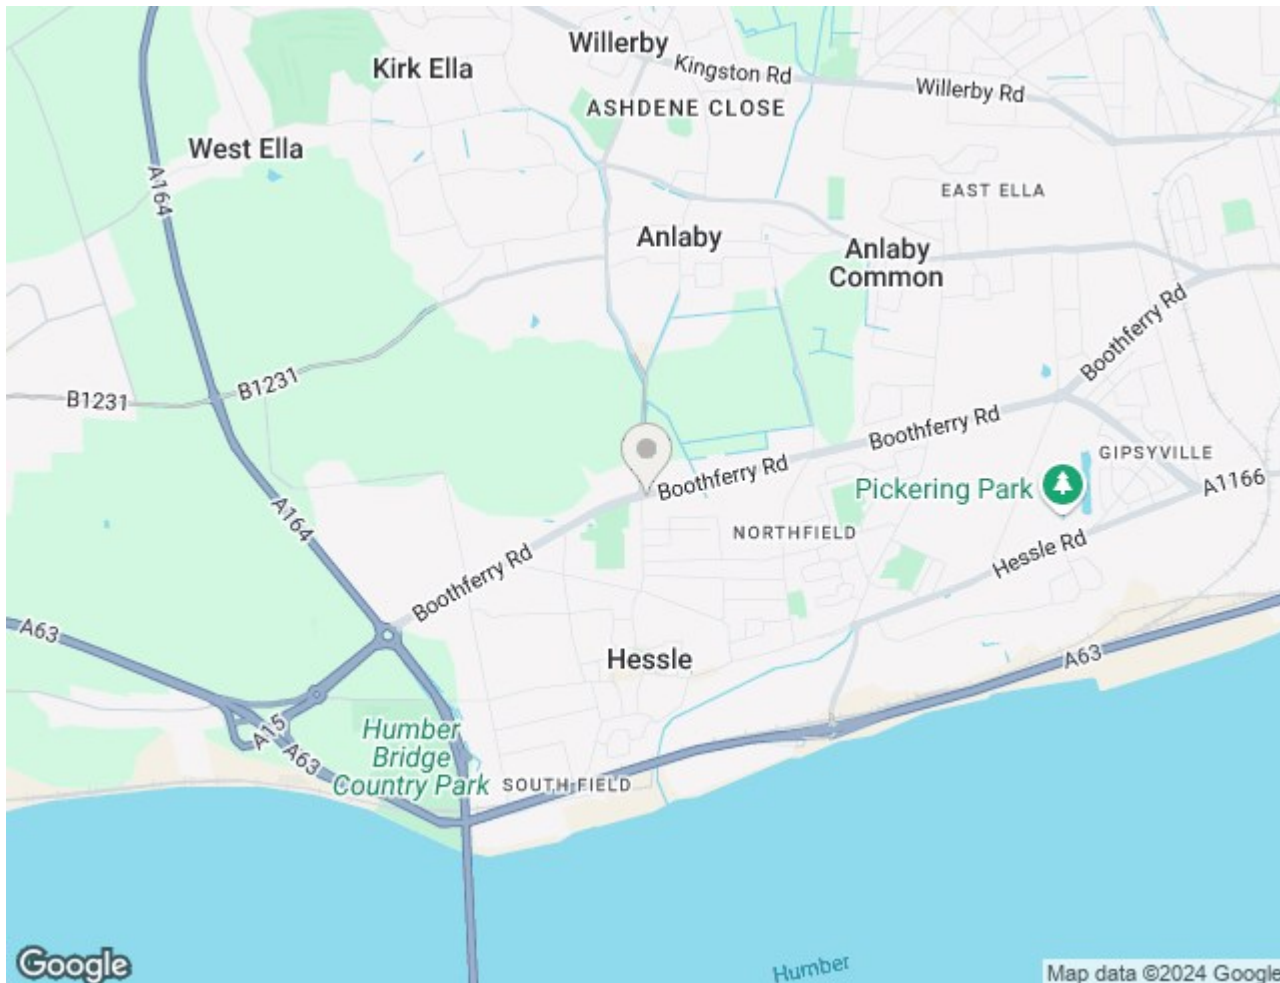 Willerby
Kirk Ella
Kingston Rd
Willerby Rd
ASHDENE CLOSE
West Ella
A164
EAST ELLA
Anlaby
Anlaby
Common
Boothferry Rd
B1231
B1231
Boothferry Rd
GIPSYVILLE
Boothferry Rd
A1166
Pickering Park
A164
NORTHFIELD
Hessle Rd
Boothferry Rd
A63
Hessle
A63
A15
A63
Humber
Bridge
Country Park
SOUTH FIELD
Humber
Google
Map data ©2024 Google